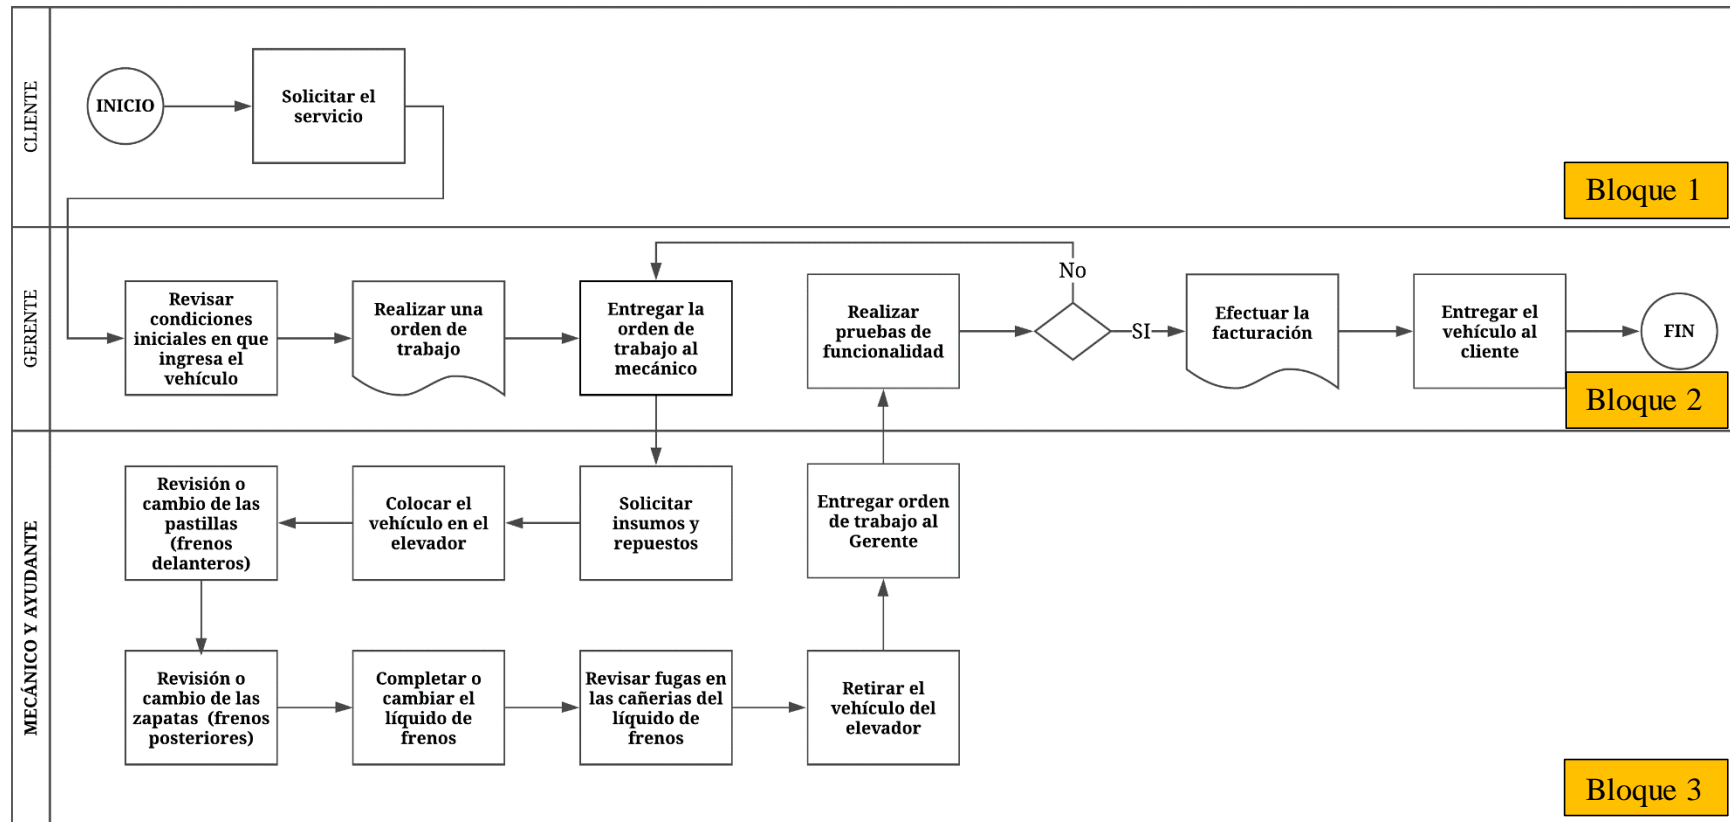 CLIENTE
INICIO
Solicitar el
servicio
Bloque 1
GERENTE
Revisar
condiciones
iniciales en que
ingresa el
vehículo
Realizar una
orden de
trabajo
Entregar la
orden de
trabajo al
mecánico
Realizar
pruebas de
funcionalidad
No
SI
Efectuar la
facturación
Entregar el
vehículo al
cliente
FIN
Bloque 2
MECÁNICO Y AYUDANTE
Revisión o
cambio de las
pastillas
(frenos
delanteros)
Colocar el
vehículo en el
elevador
Solicitar
insumos y
repuestos
Entregar orden
de trabajo al
Gerente
Revisión o
cambio de las
zapatas (frenos
posteriores)
Completar o
cambiar el
líquido de
frenos
Revisar fugas en
las cañerias del
líquido de
frenos
Retirar el
vehículo del
elevador
Bloque 3